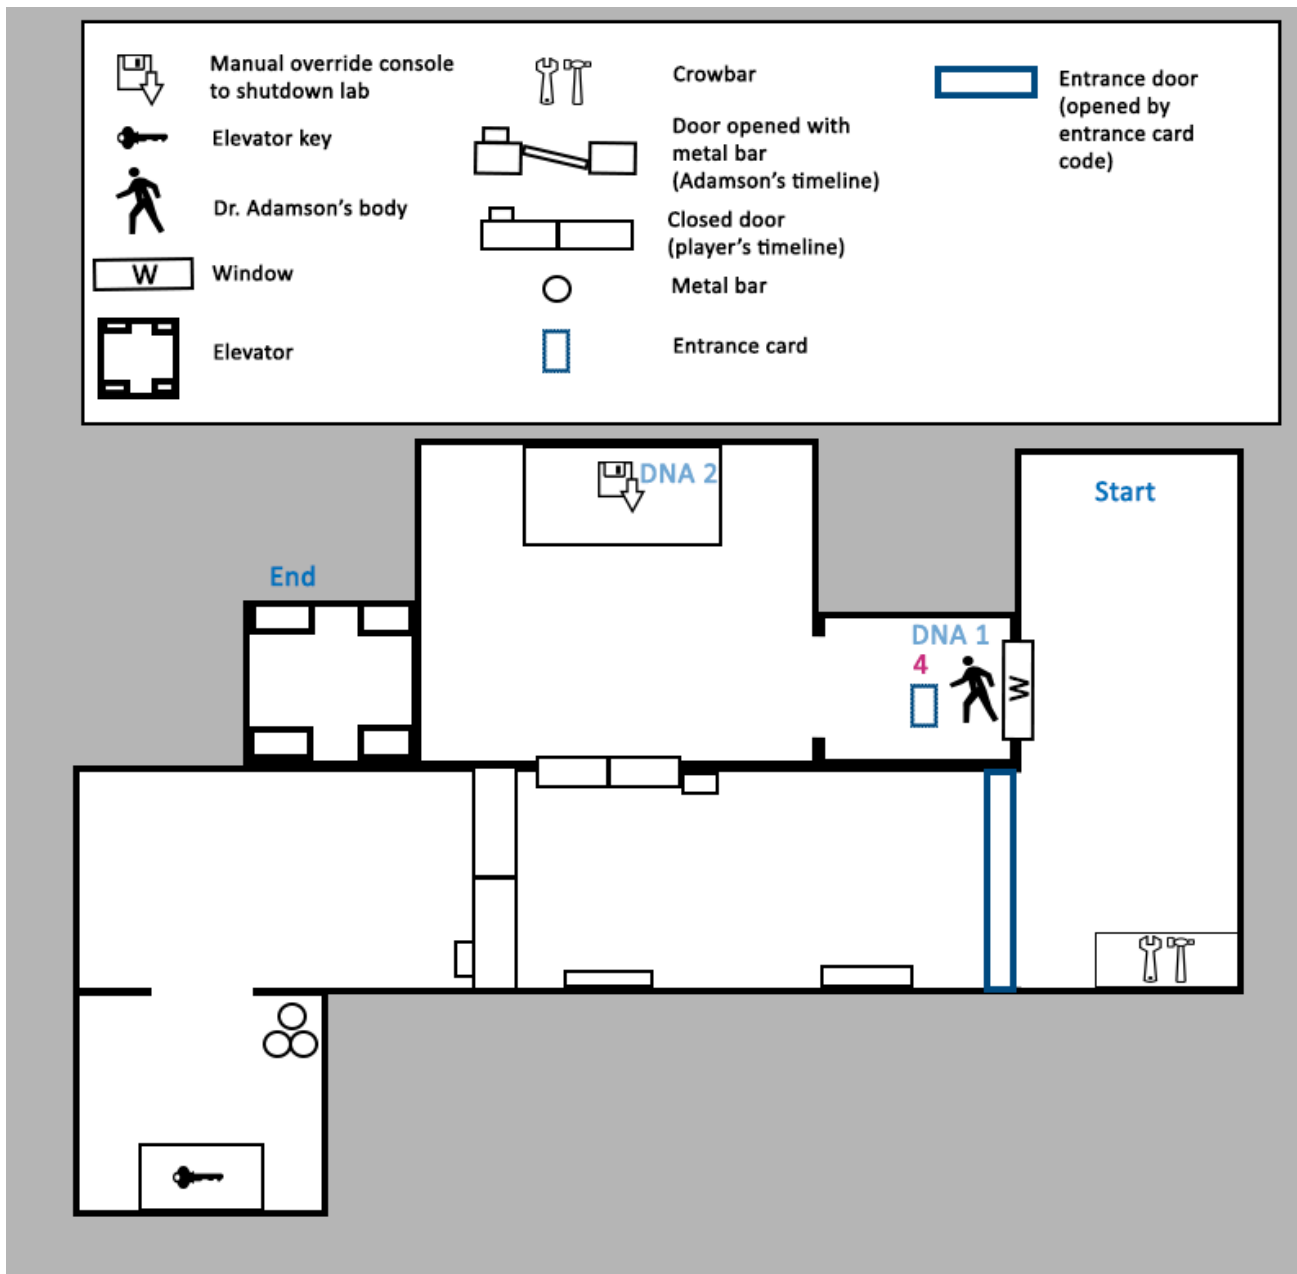 Manual override console
to shutdown lab
Elevator key
Dr. Adamson's body
W
Window
Elevator
Crowbar
Door opened with
metal bar
(Adamson's timeline)
Closed door
(player's timeline)
Metal bar
Entrance card
Entrance door
(opened by
entrance card
code)
DNA 2
Start
End
DNA 1
4
W